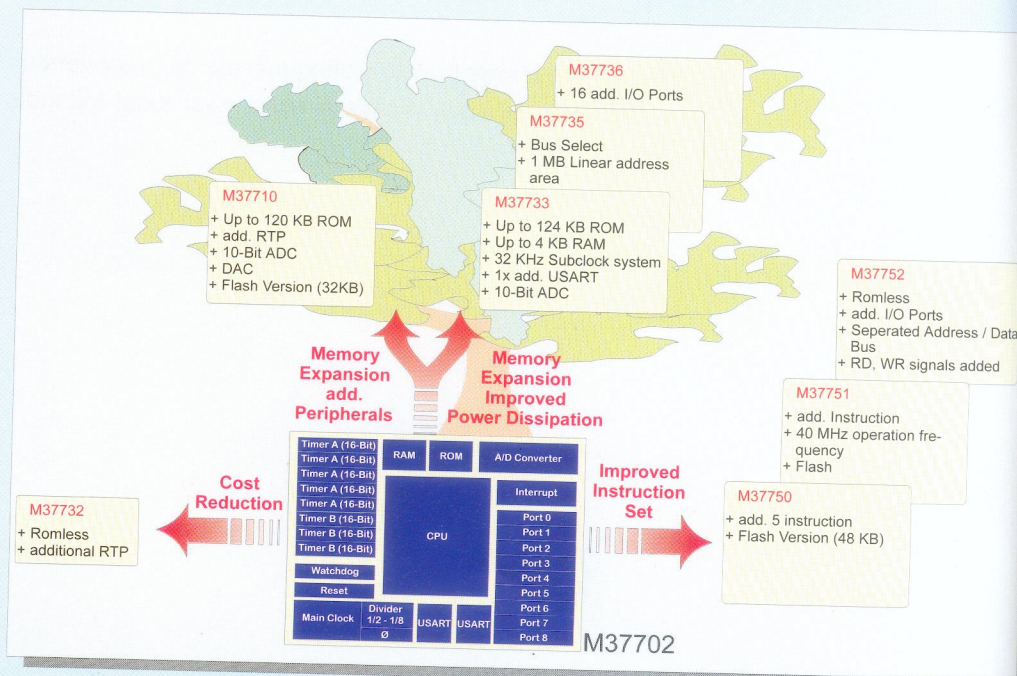 M37736
+ 16 add. I/O Ports
M37735
+ Bus Select
+ 1 MB Linear address
area
M37710
+ Up to 120 KB ROM
+ add. RTP
+ 10-Bit ADC
+ DAC
+ Flash Version (32KB)
M37733
+ Up to 124 KB ROM
+ Up to 4 KB RAM
+ 32 KHz Subclock system
+ 1x add. USART
+ 10-Bit ADC
M37752
+ Romless
+ add. I/O Ports
+ Seperated Address / Data
Bus
+ RD, WR signals added
M37751
+ add. Instruction
+ 40 MHz operation fre-
quency
+ Flash
M37750
+ add. 5 instruction
+ Flash Version (48 KB)
Memory
Expansion
add.
Peripherals
Memory
Expansion
Improved
Power Dissipation
Cost
Reduction
Improved
Instruction
Set
M37732
+ Romless
+ additional RTP
Timer A (16-Bit)
Timer A (16-Bit)
Timer A (16-Bit)
Timer A (16-Bit)
Timer A (16-Bit)
Timer B (16-Bit)
Timer B (16-Bit)
Timer B (16-Bit)
Watchdog
Reset
Main Clock
Divider
1/2 - 1/8
Ø
RAM
ROM
A/D Converter
CPU
Interrupt
Port 0
Port 1
Port 2
Port 3
Port 4
Port 5
Port 6
Port 7
Port 8
USART
USART
M37702